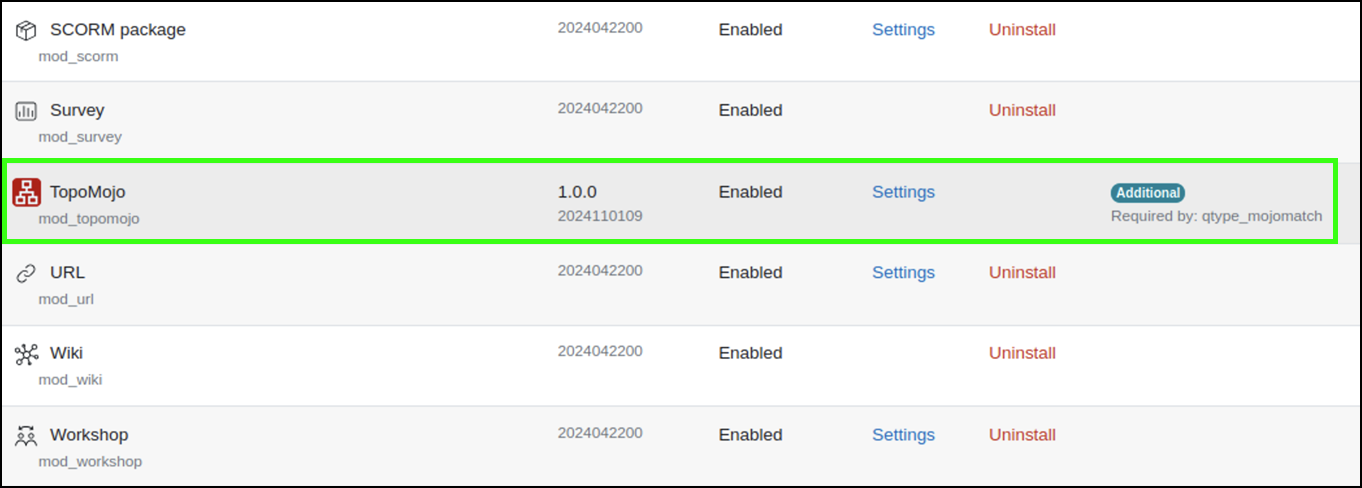 SCORM package 2024042200 Enabled Settings Uninstall
mod_scorm
Survey 2024042200 Enabled Uninstall
mod_survey
TopoMojo 1.0.0 Enabled Settings Additional
mod_topomojo 2024110109 Required by: qtype_mojomatch
URL 2024042200 Enabled Settings Uninstall
mod_url
Wiki 2024042200 Enabled Uninstall
mod_wiki
Workshop 2024042200 Enabled Settings Uninstall
mod_workshop